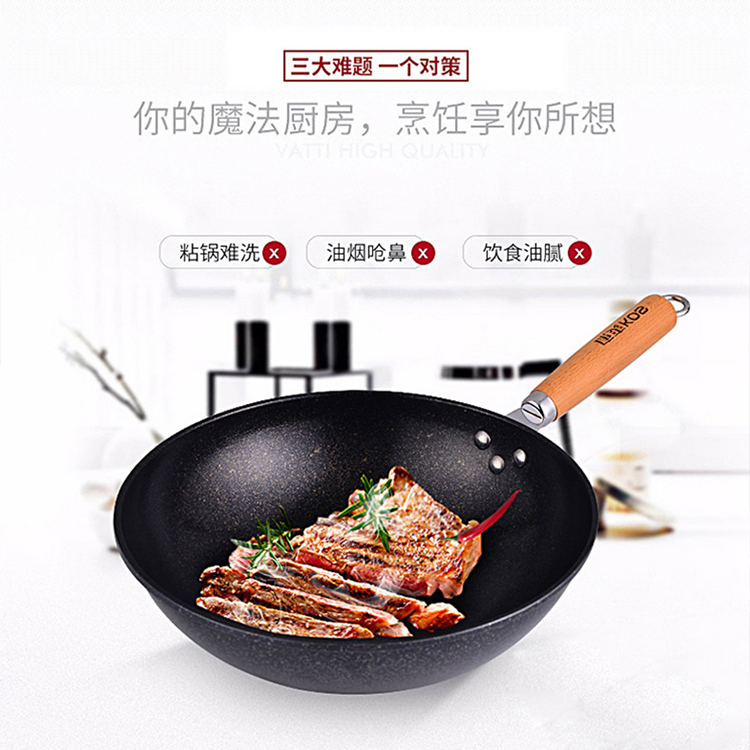 三大难题 一个对策
你的魔法厨房，烹饪享你所想
VATTI HIGH QUALITY
粘锅难洗 X
油烟呛鼻 X
饮食油腻 X
KDS